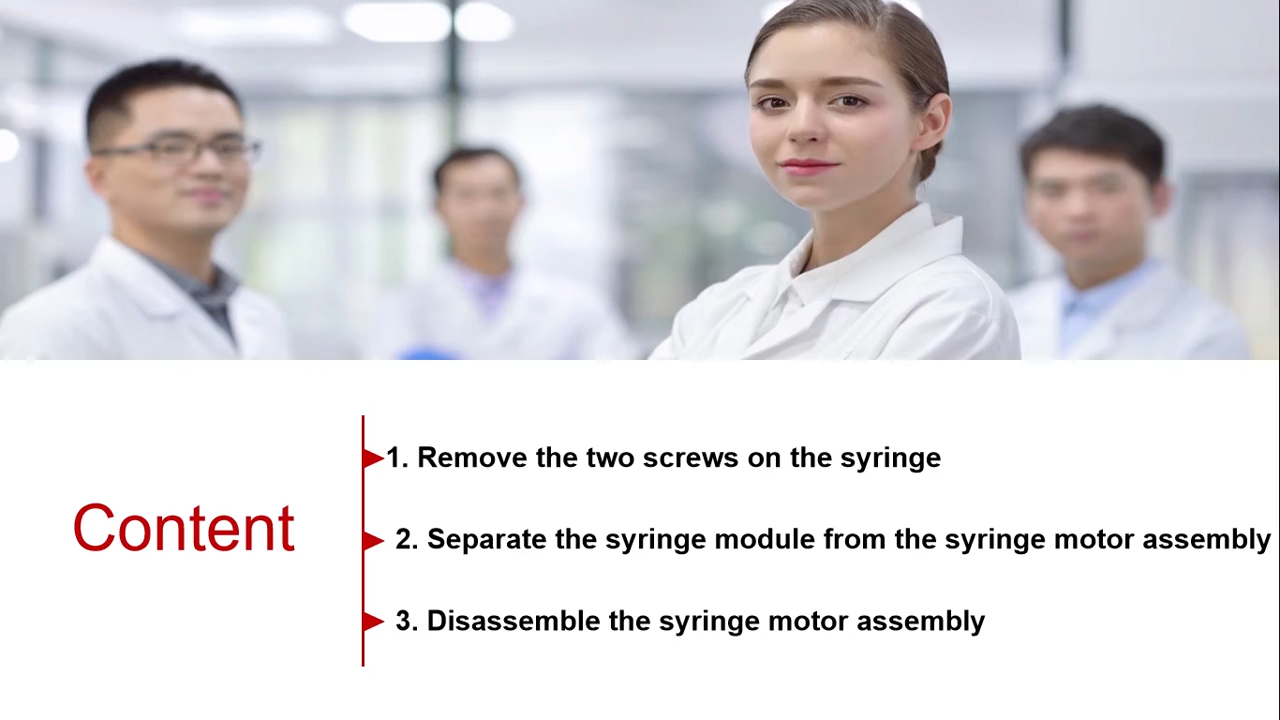 Content
1. Remove the two screws on the syringe
2. Separate the syringe module from the syringe motor assembly
3. Disassemble the syringe motor assembly